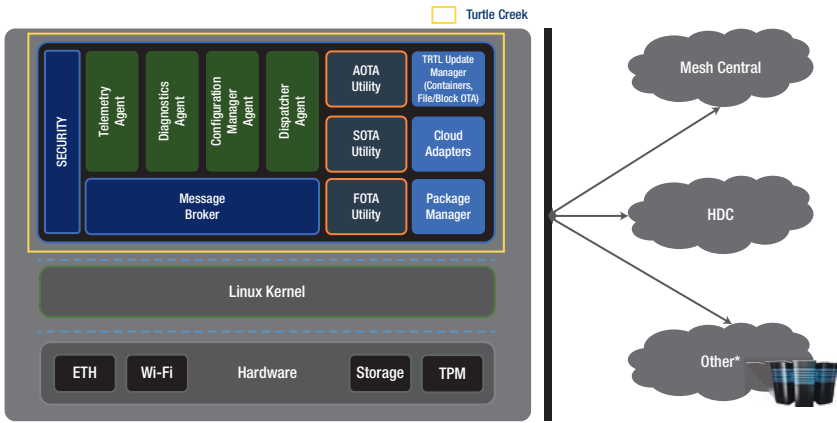 Turtle Creek
SECURITY
Telemetry
Agent
Diagnostics
Agent
Configuration
Manager
Agent
Dispatcher
Agent
AOTA
Utility
TRTL Update
Manager
(Containers,
File/Block OTA)
SOTA
Utility
Cloud
Adapters
Message
Broker
FOTA
Utility
Package
Manager
Linux Kernel
ETH
Wi-Fi
Hardware
Storage
TPM
Mesh Central
HDC
Other*